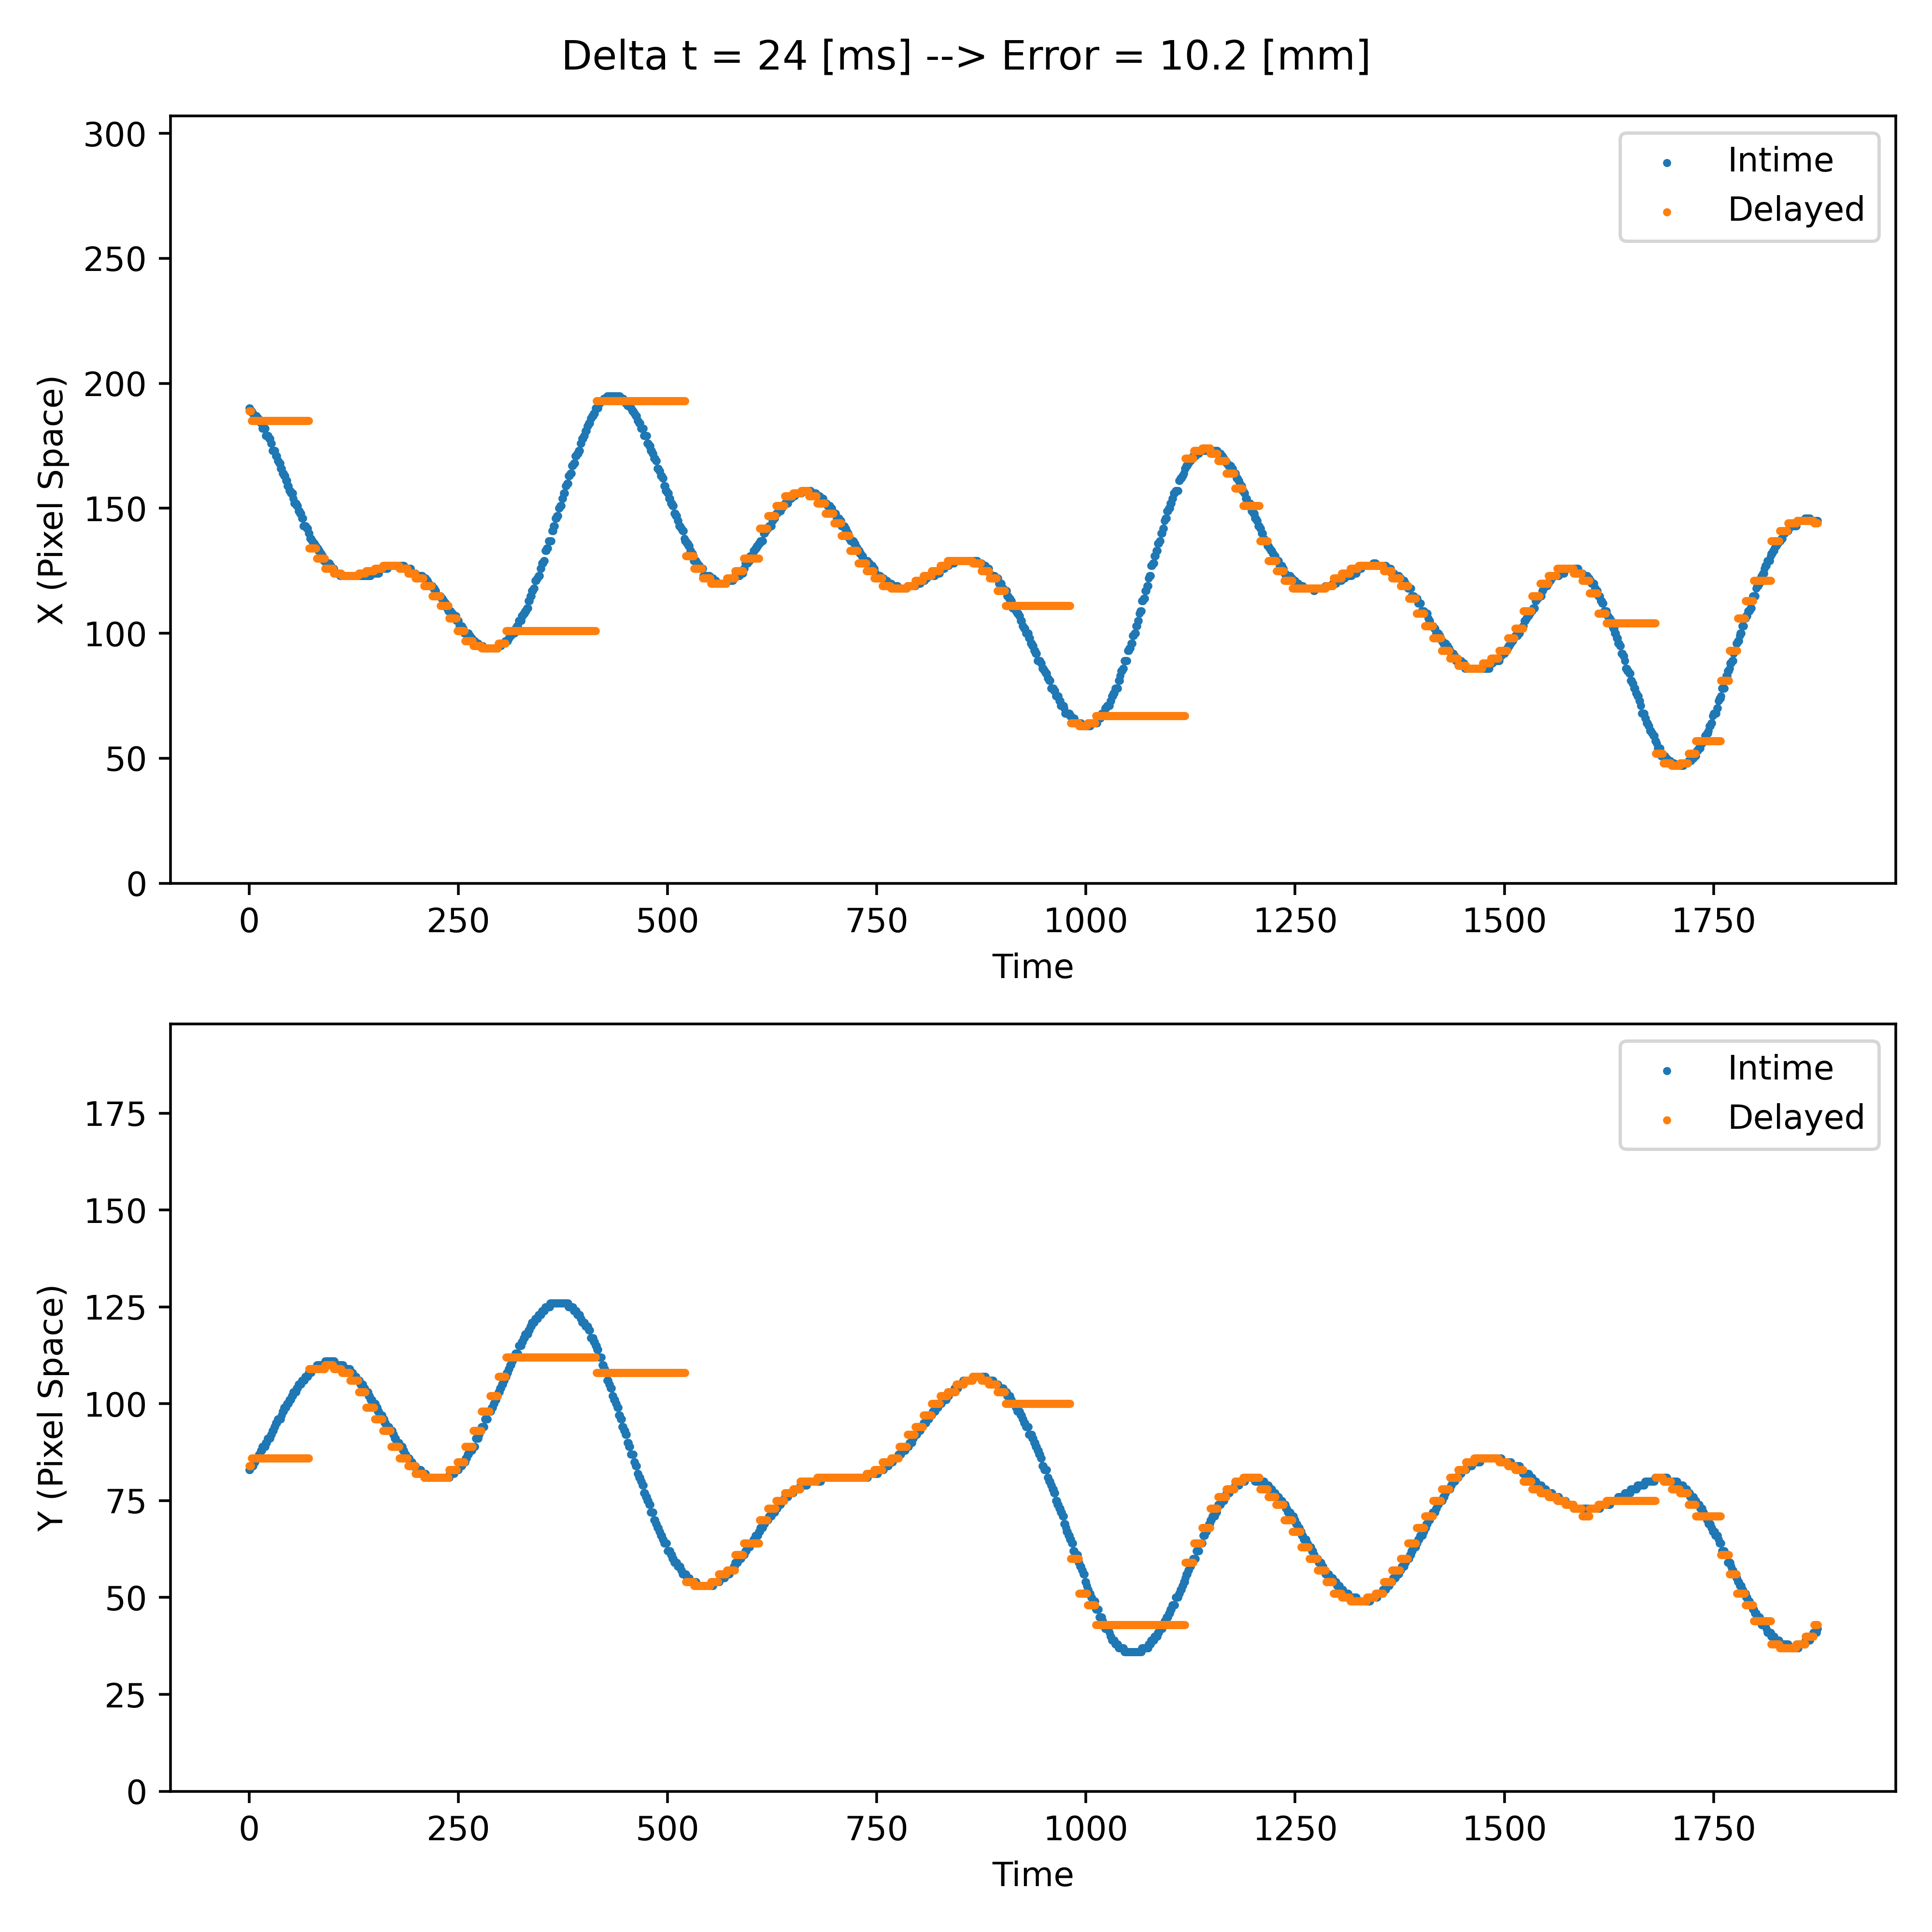 Delta t = 24 [ms] --> Error = 10.2 [mm]
300
250
200
150
100
50
0
X (Pixel Space)
Intime
Delayed
0 250 500 750 1000 1250 1500 1750
Time
175
150
125
100
75
50
25
0
Y (Pixel Space)
Intime
Delayed
0 250 500 750 1000 1250 1500 1750
Time